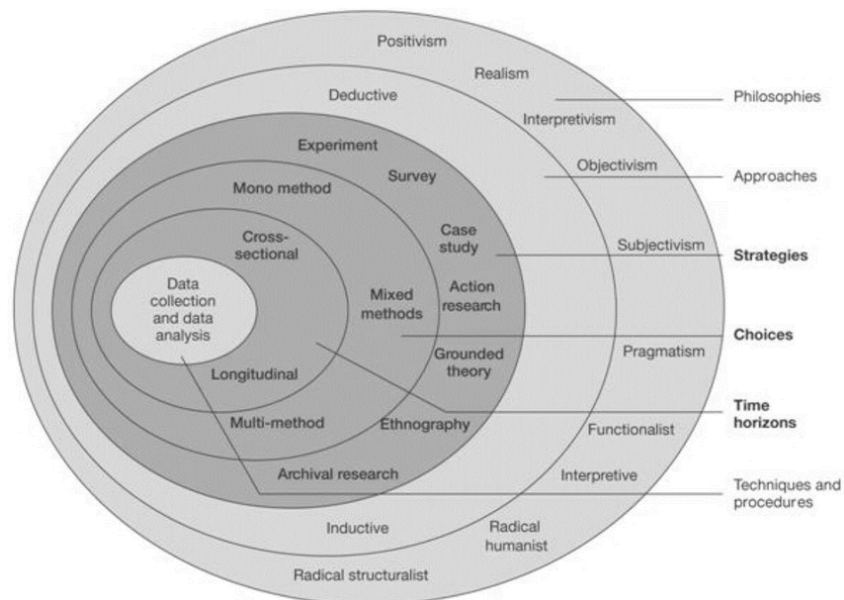 Positivism
Realism
Philosophies
Deductive
Interpretivism
Experiment
Objectivism
Survey
Approaches
Mono method
Case
study
Subjectivism
Strategies
Cross-
sectional
Data
collection
and data
analysis
Mixed
methods
Action
research
Choices
Grounded
theory
Pragmatism
Longitudinal
Time
horizons
Multi-method
Ethnography
Functionalist
Archival research
Interpretive
Techniques and
procedures
Inductive
Radical
humanist
Radical structuralist